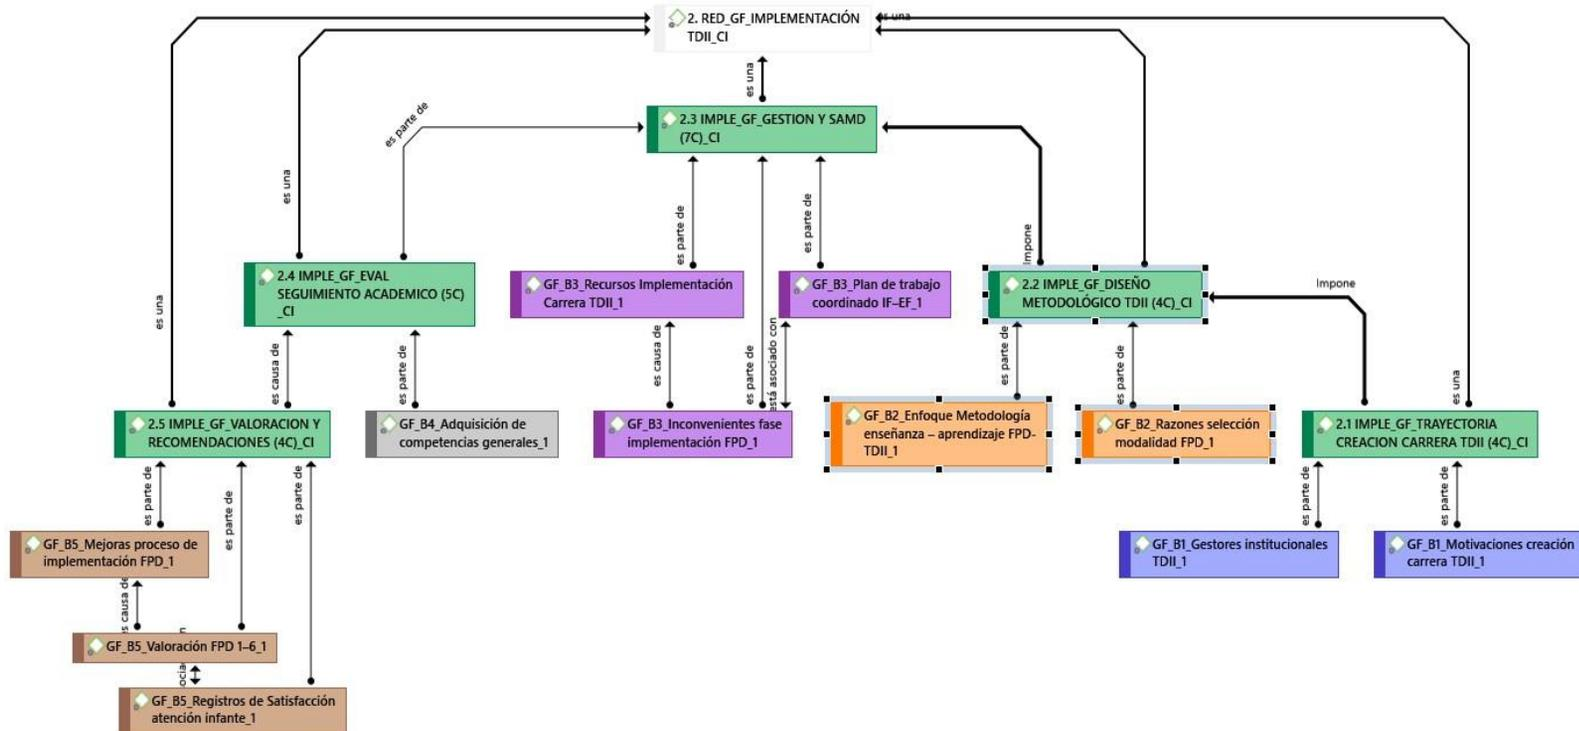 2. RED_GF_IMPLEMENTACIÓN
TDII_CI
es una
es una
2.3 IMPLE_GF_GESTION Y SAMD
(7C)_CI
es parte de
es una
es parte de
es parte de
es parte de
Impone
2.4 IMPLE_GF_EVAL
SEGUIMIENTO ACADEMICO (5C)
_CI
GF_B3_Recursos Implementación
Carrera TDII_1
GF_B3_Plan de trabajo
coordinado IF–EF_1
2.2 IMPLE_GF_DISEÑO
METODOLÓGICO TDII (4C)_CI
Impone
es una
es causa de
es parte de
es causa de
está asociado con
es parte de
es parte de
es una
2.5 IMPLE_GF_VALORACION Y
RECOMENDACIONES (4C)_CI
GF_B4_Adquisición de
competencias generales_1
GF_B3_Inconvenientes fase
implementación FPD_1
GF_B2_Enfoque Metodología
enseñanza – aprendizaje FPD-
TDII_1
GF_B2_Razones selección
modalidad FPD_1
2.1 IMPLE_GF_TRAYECTORIA
CREACION CARRERA TDII (4C)_CI
es parte de
es parte de
es parte de
es parte de
es parte de
GF_B5_Mejoras proceso de
implementación FPD_1
GF_B1_Gestores institucionales
TDII_1
GF_B1_Motivaciones creación
carrera TDII_1
es causa de
GF_B5_Valoración FPD 1–6_1
GF_B5_Registros de Satisfacción
atención infante_1